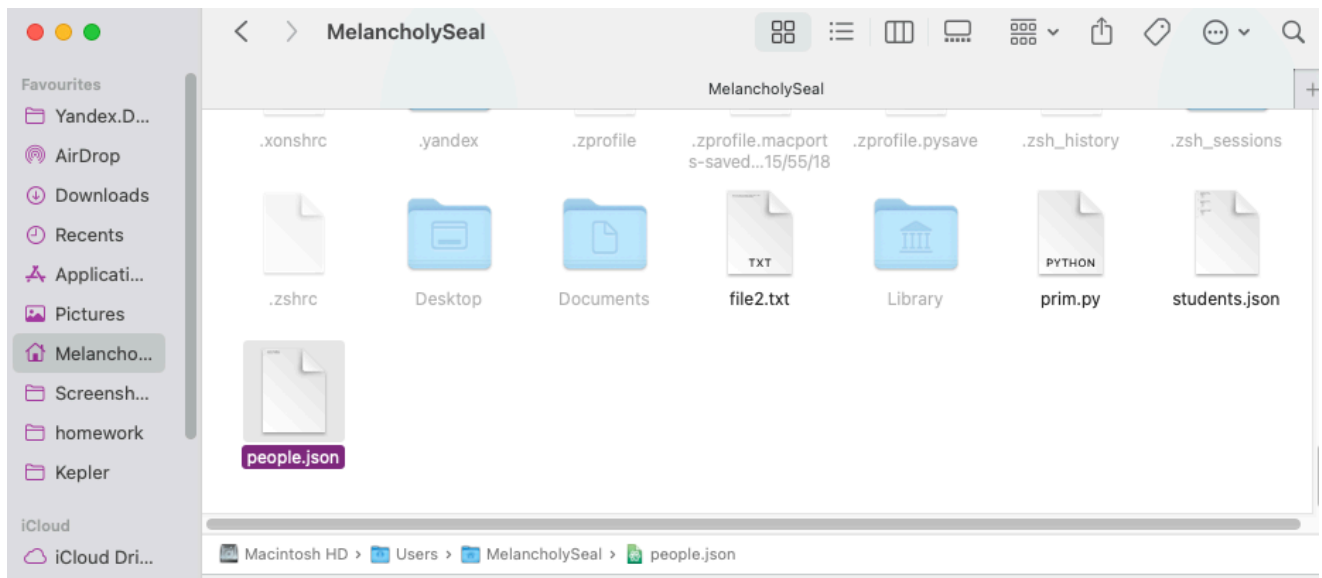 MelancholySeal
Favourites
MelancholySeal
Yandex.D...
AirDrop
Downloads
Recents
Applicati...
Pictures
Melancho...
Screensh...
homework
Kepler
iCloud
iCloud Dri...
.xonshrc
.yandex
.zprofile
.zprofile.macport
s-saved...15/55/18
.zprofile.pysave
.zsh_history
.zsh_sessions
TXT
PYTHON
.zshrc
Desktop
Documents
file2.txt
Library
prim.py
students.json
people.json
Macintosh HD › Users › MelancholySeal › people.json